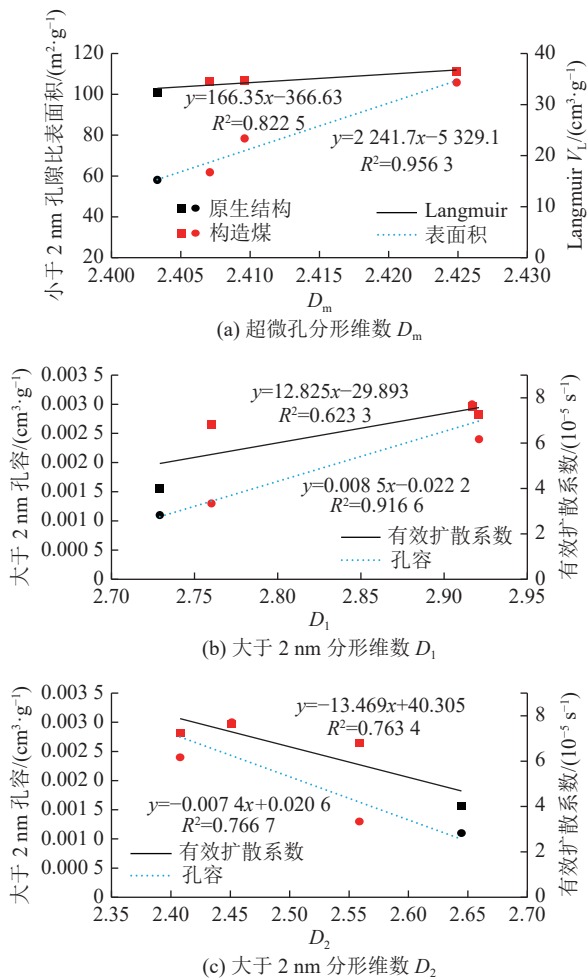 140
40
120
30
100
20
80
60
10
40
20
0
小于 2 nm 孔隙比表面积/(m²·g⁻¹)
Langmuir V_L/(cm³·g⁻¹)
y=166.35x−366.63
R²=0.822 5
y=2 241.7x−5 329.1
R²=0.956 3
原生结构
构造煤
Langmuir
表面积
2.400 2.405 2.410 2.415 2.420 2.425 2.430
D_m
(a) 超微孔分形维数 D_m
0.003 5
0.003 0
0.002 5
0.002 0
0.001 5
0.001 0
0.000 5
0
8
6
4
2
0
大于 2 nm 孔容/(cm³·g⁻¹)
有效扩散系数/(10⁻⁵ s⁻¹)
y=12.825x−29.893
R²=0.623 3
y=0.008 5x−0.022 2
R²=0.916 6
有效扩散系数
孔容
2.70 2.75 2.80 2.85 2.90 2.95
D₁
(b) 大于 2 nm 分形维数 D₁
0.003 5
0.003 0
0.002 5
0.002 0
0.001 5
0.001 0
0.000 5
0
8
6
4
2
0
大于 2 nm 孔容/(cm³·g⁻¹)
有效扩散系数/(10⁻⁵ s⁻¹)
y=−13.469x+40.305
R²=0.763 4
y=−0.007 4x+0.020 6
R²=0.766 7
有效扩散系数
孔容
2.35 2.40 2.45 2.50 2.55 2.60 2.65 2.70
D₂
(c) 大于 2 nm 分形维数 D₂